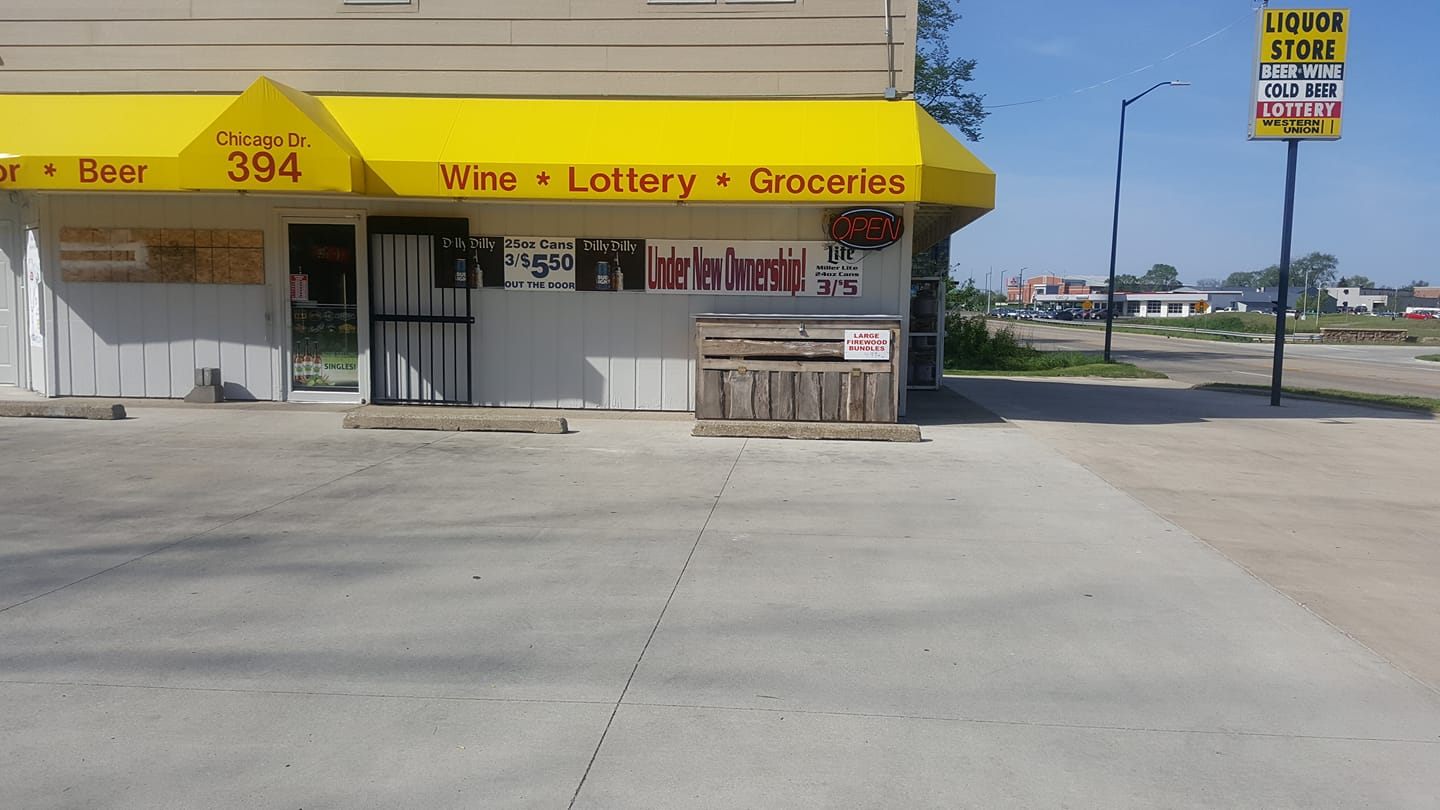 LIQUOR
STORE
BEER WINE
COLD BEER
LOTTERY
WESTERN
UNION
Chicago Dr.
394
or * Beer
Wine * Lottery * Groceries
OPEN
Dilly Dilly
25oz Cans
3/$5.50
OUT THE DOOR
Dilly Dilly
Under New Ownership!
Lite
Miller Lite
24oz Cans
3/$5
LARGE
FIREWOOD
BUNDLES
SINGLES!